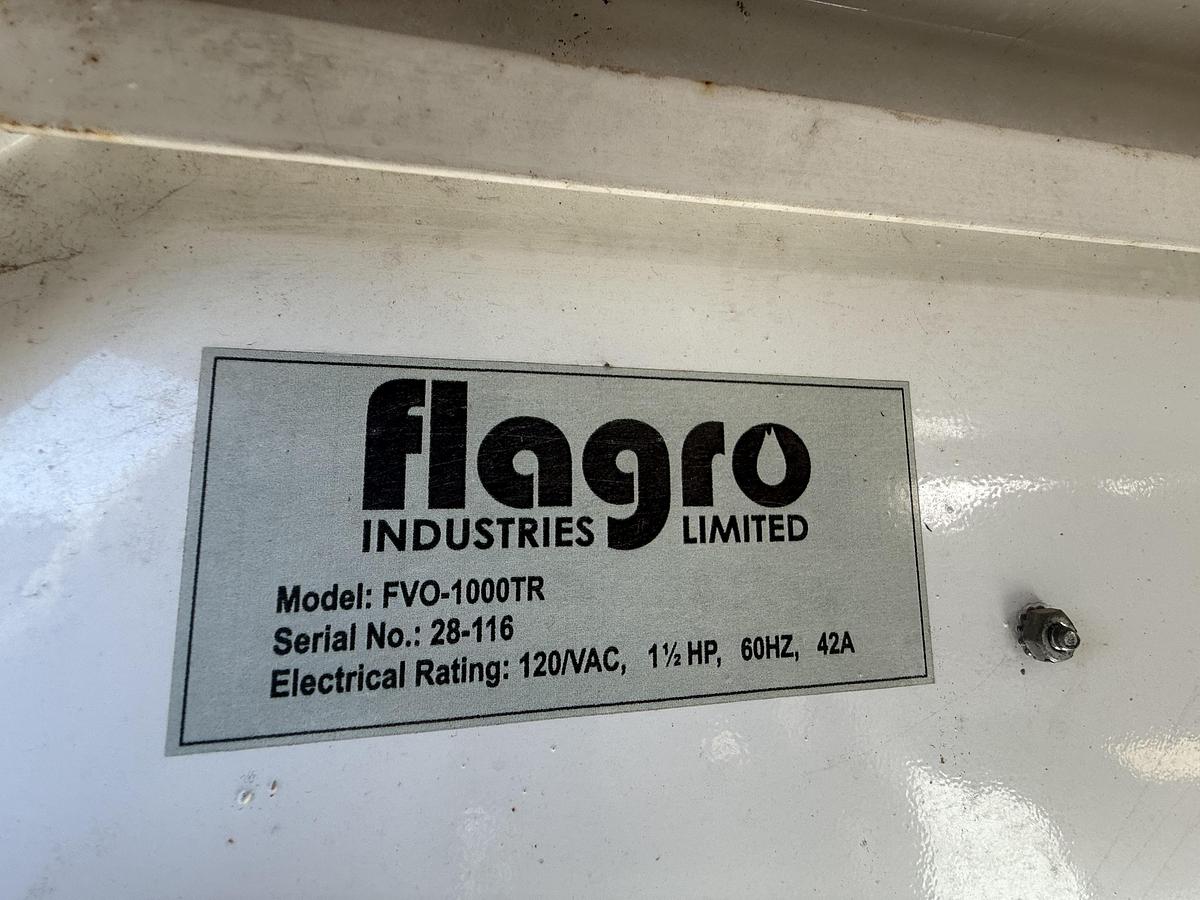 flagro
INDUSTRIES LIMITED
Model: FVO-1000TR
Serial No.: 28-116
Electrical Rating: 120/VAC, 1½ HP, 60HZ, 42A